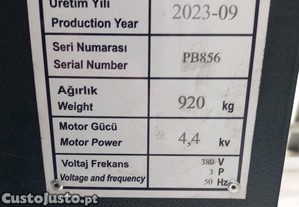 Üretim Yılı
Production Year
2023-09
Seri Numarası
Serial Number
PB856
Ağırlık
Weight
920 kg
Motor Gücü
Motor Power
4,4 kv
Voltaj Frekans
Voltage and frequency
380 V
3 P
50 Hz
CustoJusto.pt